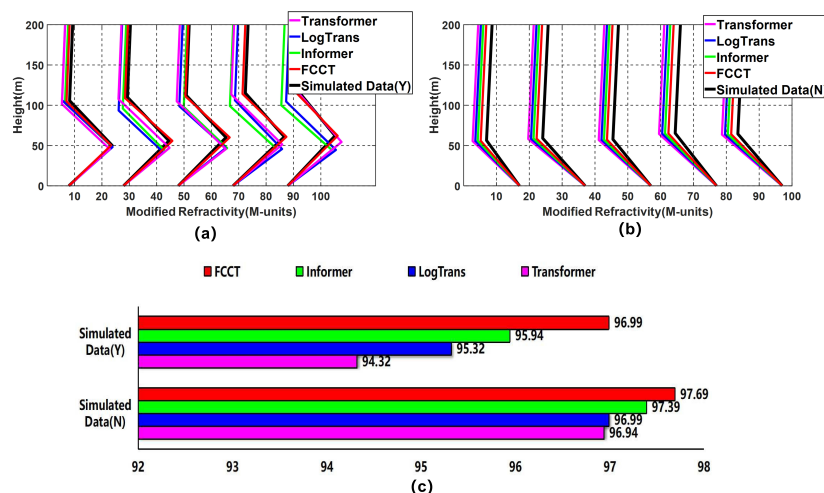 200
150
100
50
0
Height(m)
10 20 30 40 50 60 70 80 90 100
Modified Refractivity(M-units)
(a)
Transformer
LogTrans
Informer
FCCT
Simulated Data(Y)
200
150
100
50
0
Height(m)
10 20 30 40 50 60 70 80 90 100
Modified Refractivity(M-units)
(b)
Transformer
LogTrans
Informer
FCCT
Simulated Data(N
FCCT Informer LogTrans Transformer
Simulated
Data(Y)
96.99
95.94
95.32
94.32
Simulated
Data(N)
97.69
97.39
96.99
96.94
92 93 94 95 96 97 98
(c)